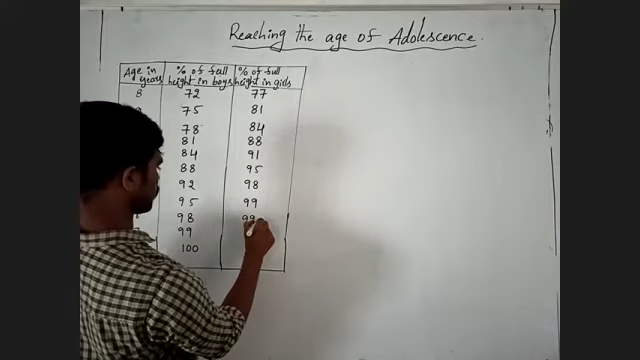 Reaching the age of Adolescence.
Age in years | % of full height in boys | % of full height in girls
8 | 72 | 77
75 | 81
78 | 84
81 | 88
84 | 91
88 | 95
92 | 98
95 | 99
98 | 99
99
100